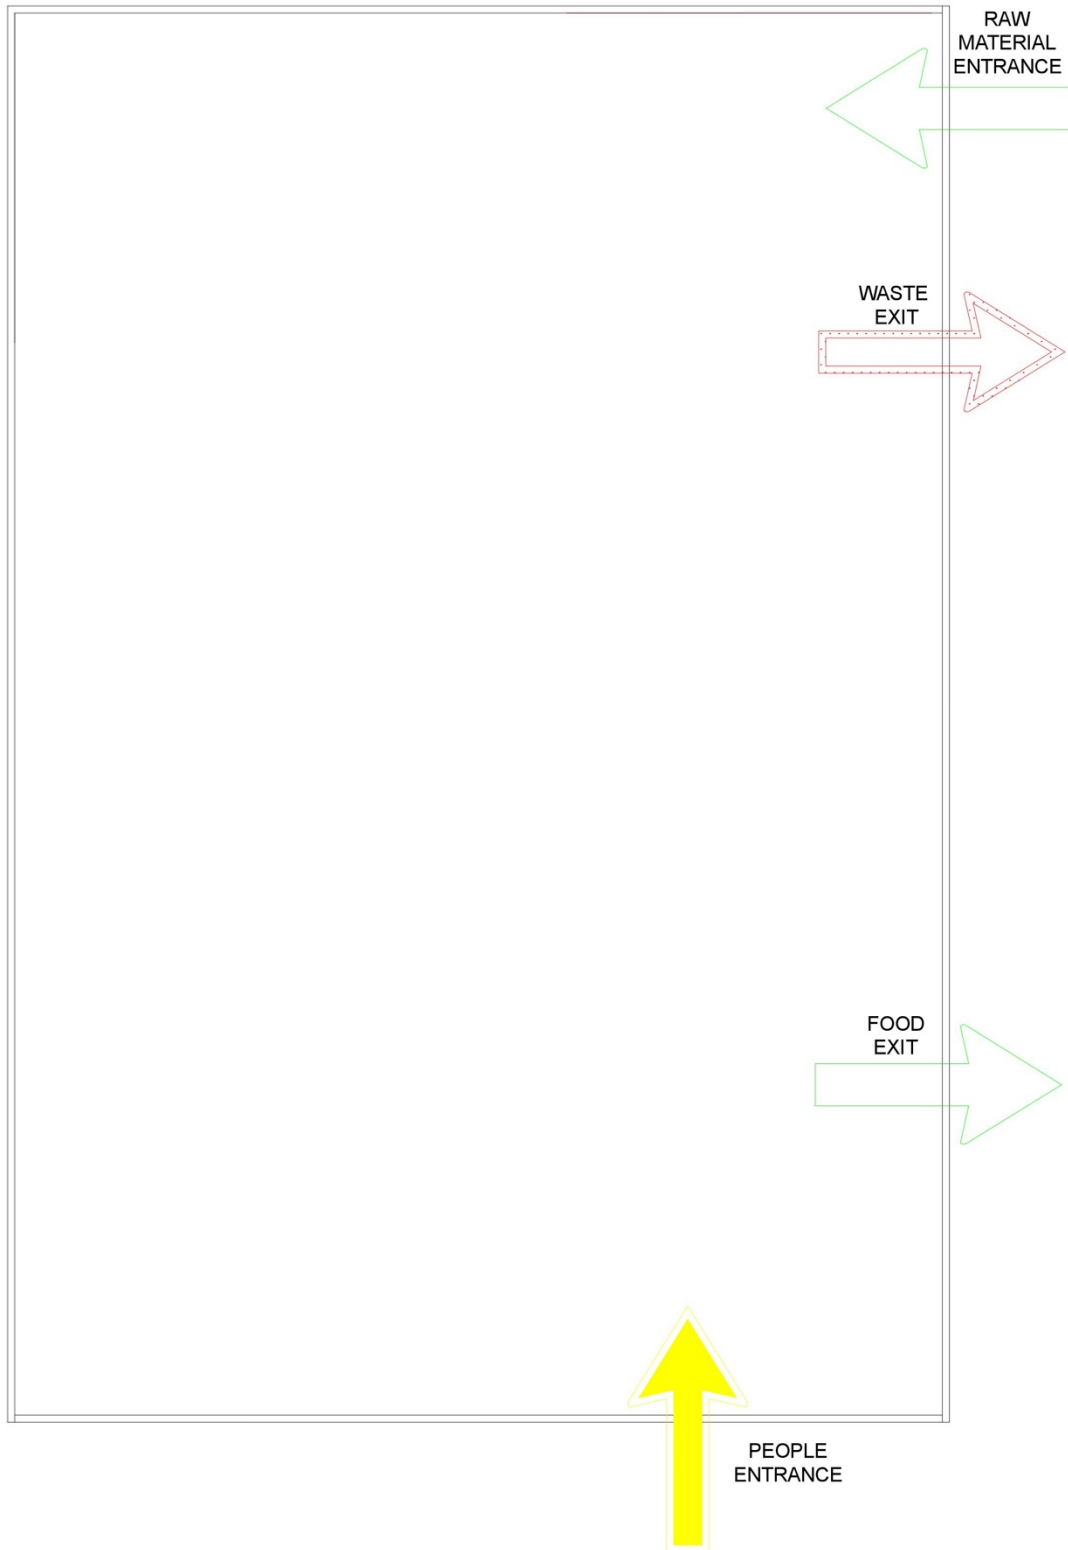 RAW
MATERIAL
ENTRANCE
WASTE
EXIT
FOOD
EXIT
PEOPLE
ENTRANCE